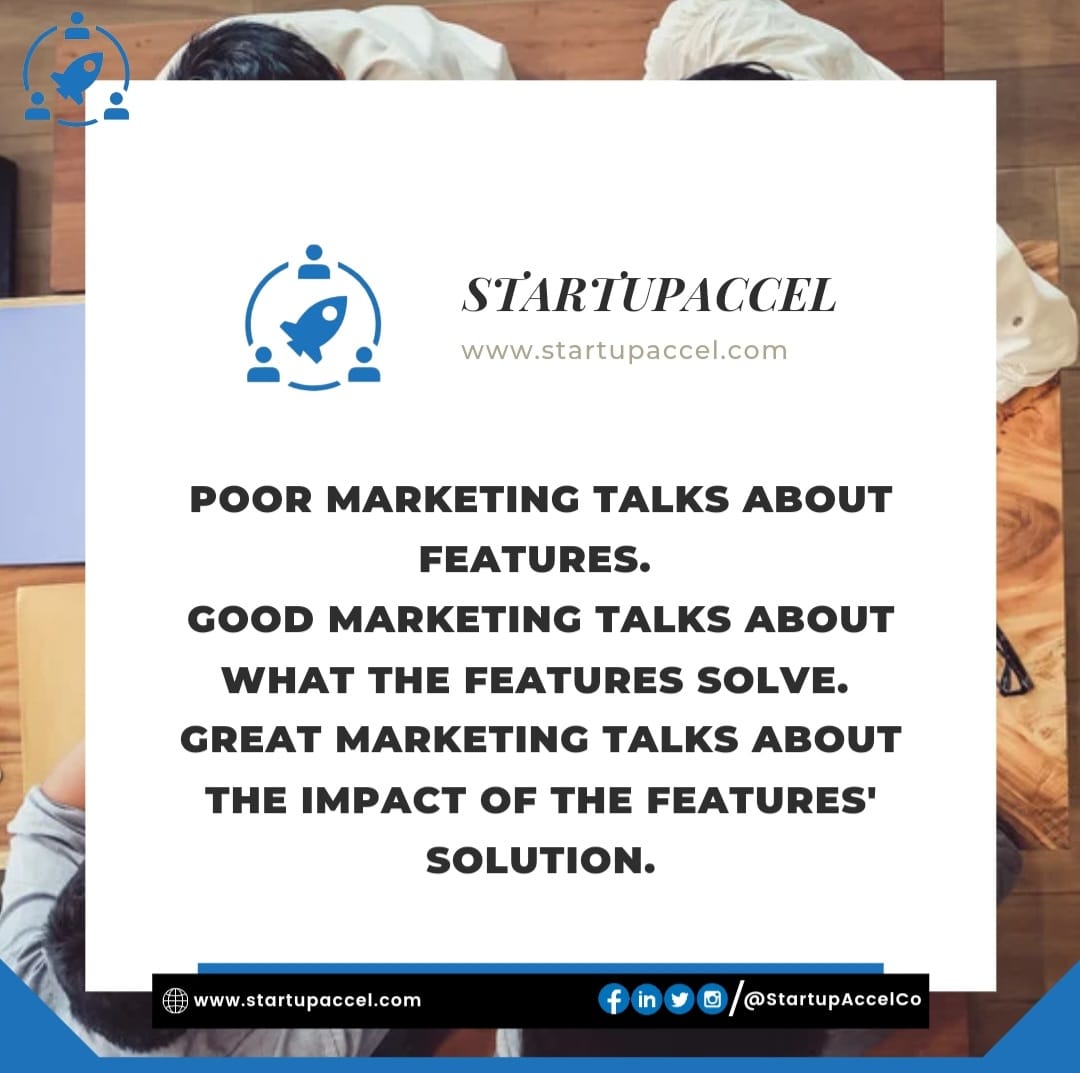 STARTUPACCEL
www.startupaccel.com
POOR MARKETING TALKS ABOUT
FEATURES.
GOOD MARKETING TALKS ABOUT
WHAT THE FEATURES SOLVE.
GREAT MARKETING TALKS ABOUT
THE IMPACT OF THE FEATURES'
SOLUTION.
www.startupaccel.com
/@StartupAccelCo